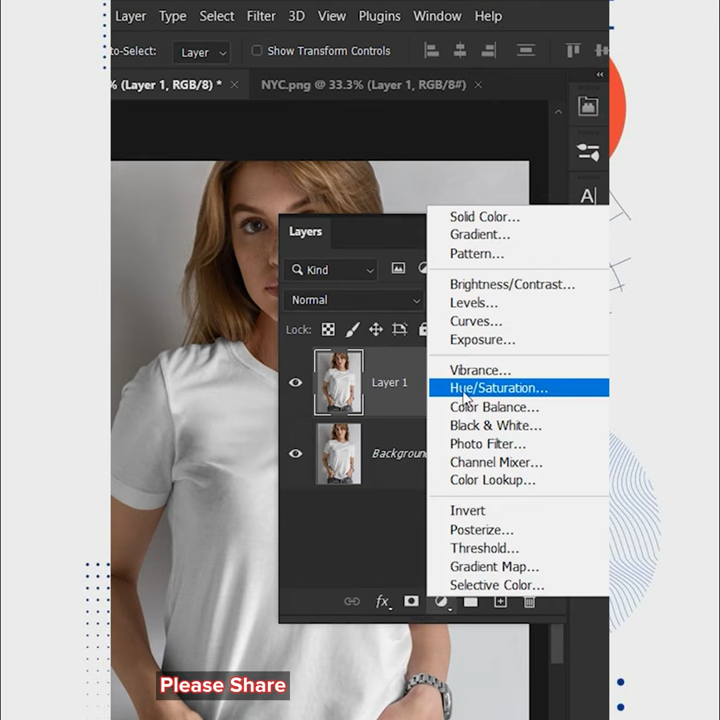 Layer Type Select Filter 3D View Plugins Window Help
to-Select: Layer Show Transform Controls
% (Layer 1, RGB/8) * × NYC.png @ 33.3% (Layer 1, RGB/8#) ×
A
Layers
Kind
Normal
Lock:
Layer 1
Background
fx
Solid Color...
Gradient...
Pattern...
Brightness/Contrast...
Levels...
Curves...
Exposure...
Vibrance...
Hue/Saturation...
Color Balance...
Black & White...
Photo Filter...
Channel Mixer...
Color Lookup...
Invert
Posterize...
Threshold...
Gradient Map...
Selective Color...
Please Share